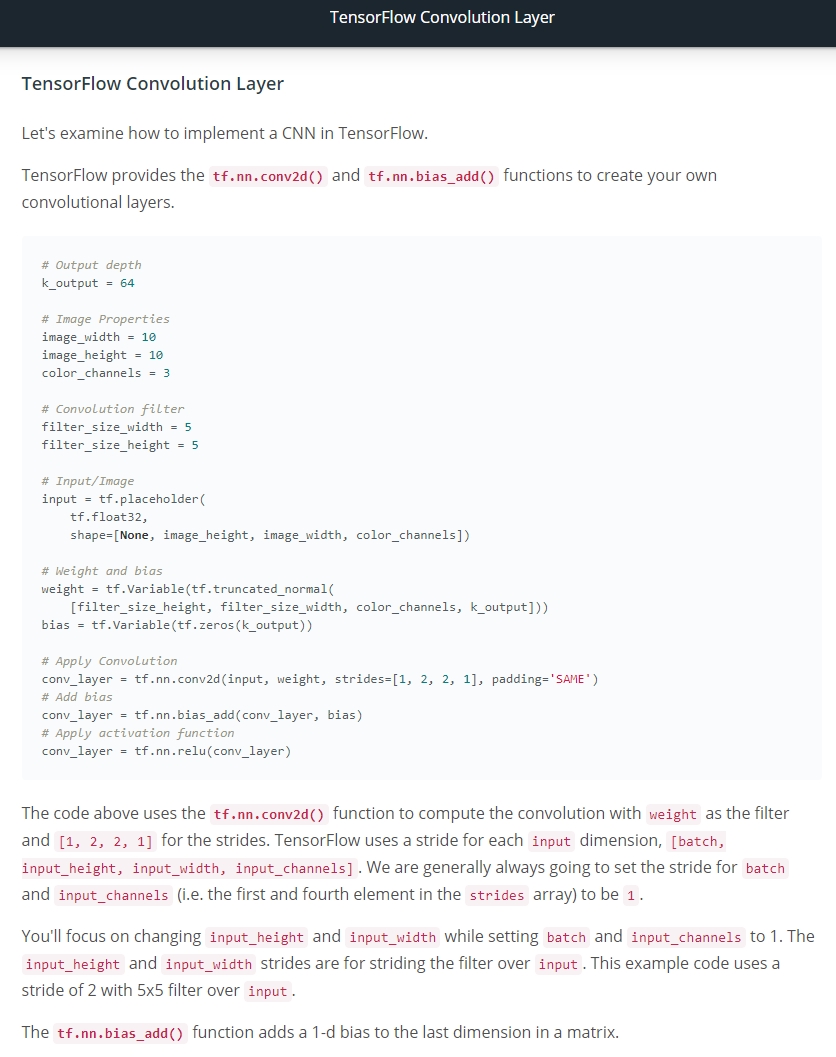 TensorFlow Convolution Layer
TensorFlow Convolution Layer
Let's examine how to implement a CNN in TensorFlow.
TensorFlow provides the tf.nn.conv2d() and tf.nn.bias_add() functions to create your own
convolutional layers.
# Output depth
k_output = 64
# Image Properties
image_width = 10
image_height = 10
color_channels = 3
# Convolution filter
filter_size_width = 5
filter_size_height = 5
# Input/Image
input = tf.placeholder(
    tf.float32,
    shape=[None, image_height, image_width, color_channels])
# Weight and bias
weight = tf.Variable(tf.truncated_normal(
    [filter_size_height, filter_size_width, color_channels, k_output]))
bias = tf.Variable(tf.zeros(k_output))
# Apply Convolution
conv_layer = tf.nn.conv2d(input, weight, strides=[1, 2, 2, 1], padding='SAME')
# Add bias
conv_layer = tf.nn.bias_add(conv_layer, bias)
# Apply activation function
conv_layer = tf.nn.relu(conv_layer)
The code above uses the tf.nn.conv2d() function to compute the convolution with weight as the filter
and [1, 2, 2, 1] for the strides. TensorFlow uses a stride for each input dimension, [batch,
input_height, input_width, input_channels]. We are generally always going to set the stride for batch
and input_channels (i.e. the first and fourth element in the strides array) to be 1.
You'll focus on changing input_height and input_width while setting batch and input_channels to 1. The
input_height and input_width strides are for striding the filter over input. This example code uses a
stride of 2 with 5x5 filter over input.
The tf.nn.bias_add() function adds a 1-d bias to the last dimension in a matrix.